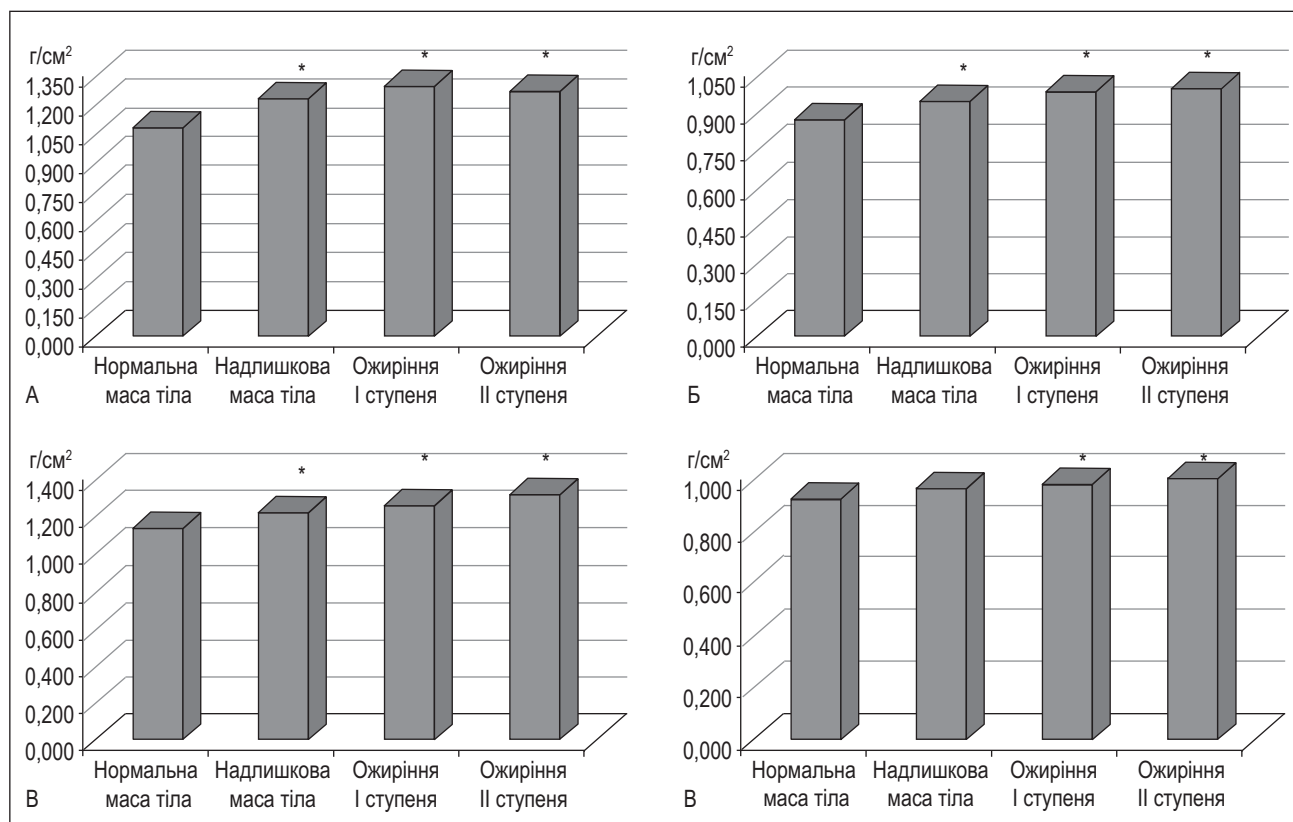 г/см²
*
*
*
1,350
1,200
1,050
0,900
0,750
0,600
0,450
0,300
0,150
0,000
Нормальна
маса тіла
Надлишкова
маса тіла
Ожиріння
I ступеня
Ожиріння
II ступеня
А
г/см²
*
*
*
1,050
0,900
0,750
0,600
0,450
0,300
0,150
0,000
Нормальна
маса тіла
Надлишкова
маса тіла
Ожиріння
I ступеня
Ожиріння
II ступеня
Б
г/см²
*
*
*
1,400
1,200
1,000
0,800
0,600
0,400
0,200
0,000
Нормальна
маса тіла
Надлишкова
маса тіла
Ожиріння
I ступеня
Ожиріння
II ступеня
В
г/см²
*
*
1,000
0,800
0,600
0,400
0,200
0,000
Нормальна
маса тіла
Надлишкова
маса тіла
Ожиріння
I ступеня
Ожиріння
II ступеня
В